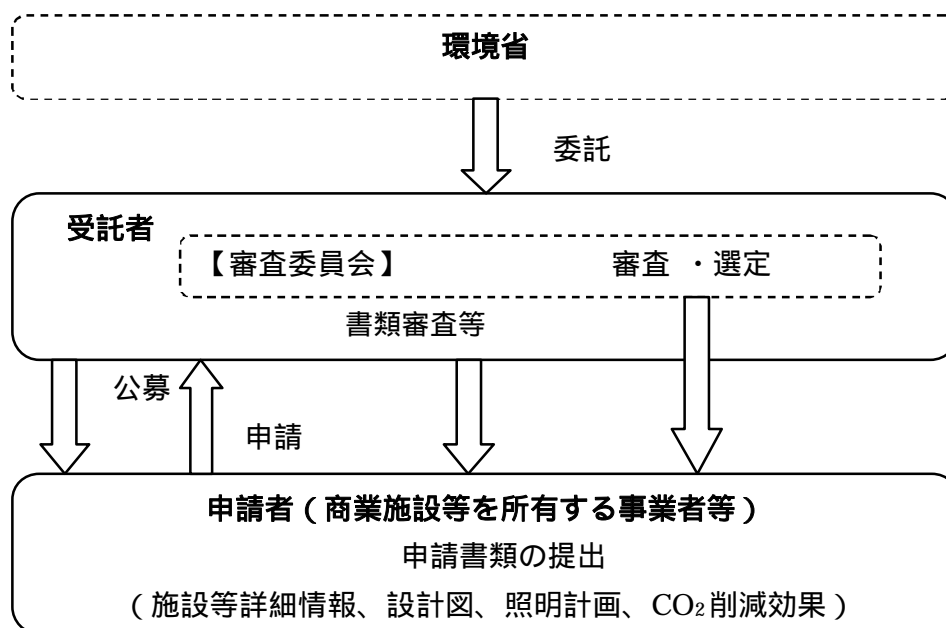 環境省
委託
受託者
【審査委員会】 審査 ・選定
書類審査等
公募
申請
申請者（商業施設等を所有する事業者等）
申請書類の提出
（施設等詳細情報、設計図、照明計画、CO₂削減効果）